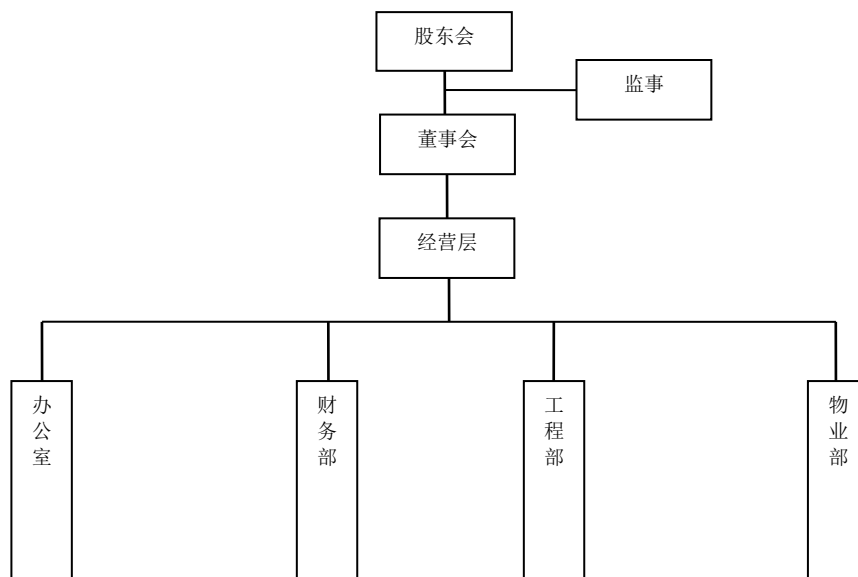 股东会
监事
董事会
经营层
办公室
财务部
工程部
物业部